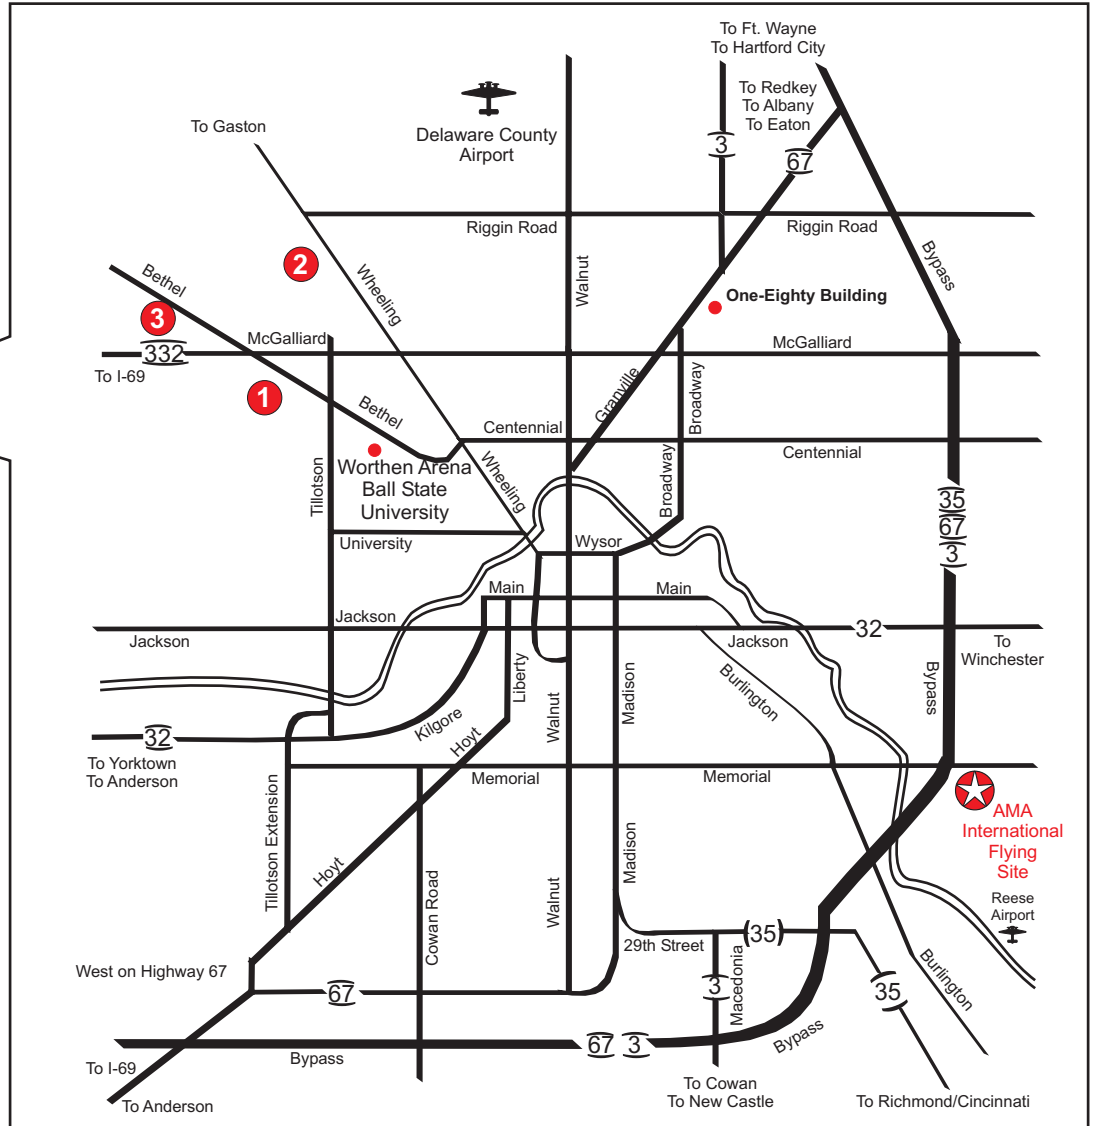 To Ft. Wayne
To Hartford City
To Redkey
To Albany
To Eaton
To Gaston
Delaware County
Airport
3
67
Riggin Road
Riggin Road
Bypass
2
Bethel
Wheeling
Walnut
One-Eighty Building
3
McGalliard
McGalliard
332
To I-69
1
Bethel
Granville
Broadway
Centennial
Centennial
Worthen Arena
Ball State
University
Tillotson
Wheeling
Broadway
35
67
3
University
Wysor
Main
Main
Jackson
Jackson
Jackson
32
To
Winchester
Liberty
Madison
Burlington
Bypass
Kilgore
Hoyt
Walnut
32
To Yorktown
To Anderson
Memorial
Memorial
AMA
International
Flying
Site
Tillotson Extension
Hoyt
Cowan Road
Walnut
Madison
Reese
Airport
29th Street
35
West on Highway 67
67
3
Macedonia
35
Burlington
Bypass
67
3
Bypass
To I-69
To Anderson
To Cowan
To New Castle
To Richmond/Cincinnati